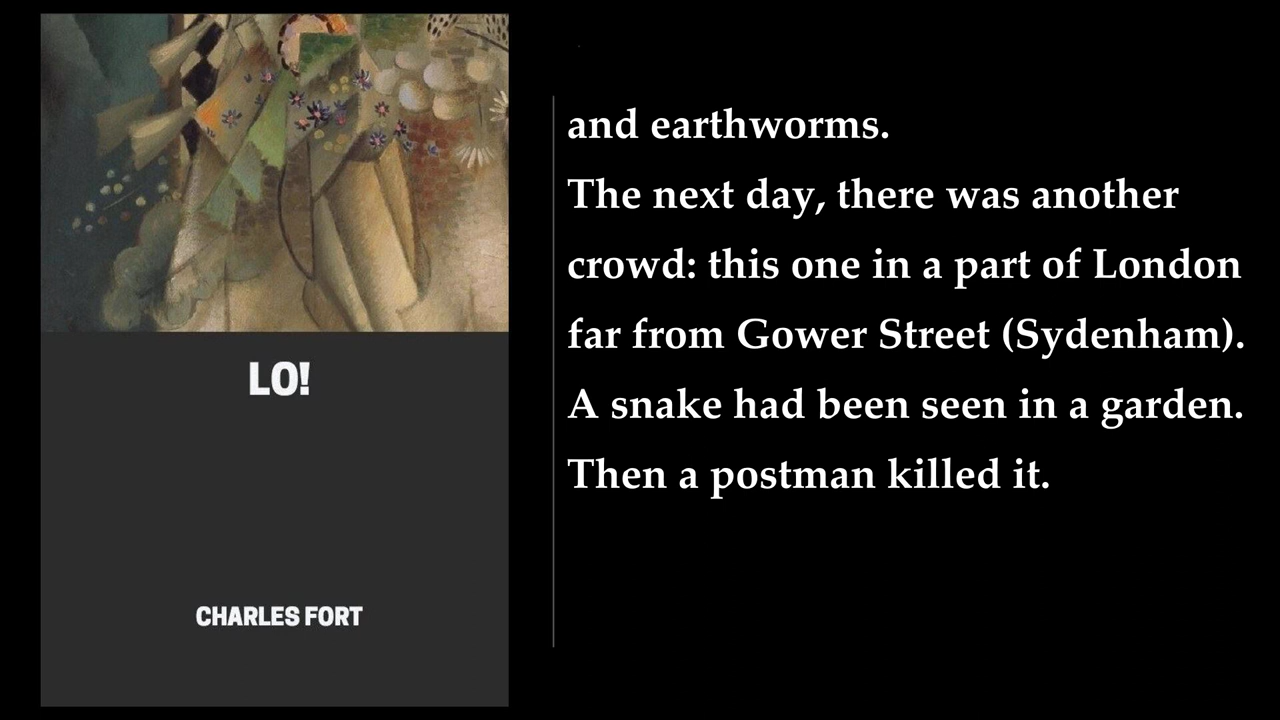 LO!
CHARLES FORT
and earthworms.
The next day, there was another
crowd: this one in a part of London
far from Gower Street (Sydenham).
A snake had been seen in a garden.
Then a postman killed it.